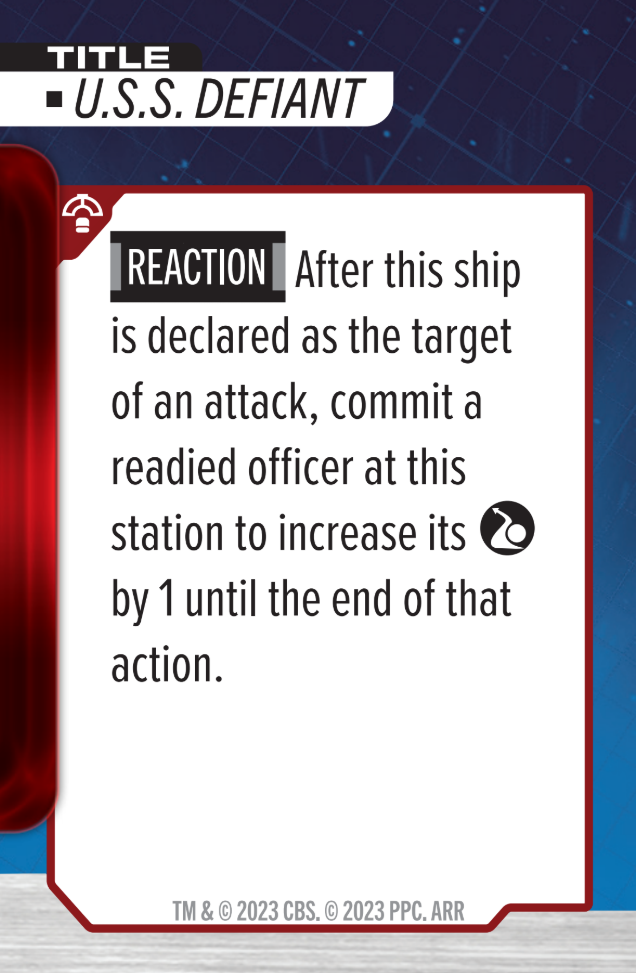 TITLE
▪ U.S.S. DEFIANT
REACTION After this ship
is declared as the target
of an attack, commit a
readied officer at this
station to increase its
by 1 until the end of that
action.
TM & © 2023 CBS. © 2023 PPC. ARR